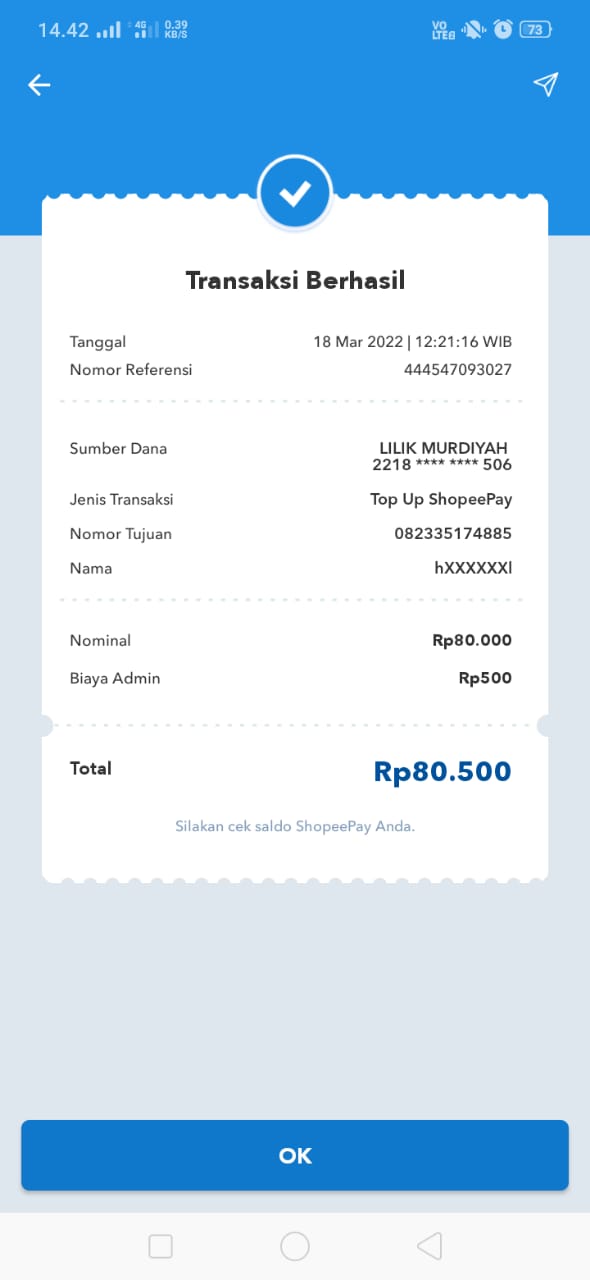 14.42 4G 0.39 KB/S VO LTE 73
Transaksi Berhasil
Tanggal 18 Mar 2022 | 12:21:16 WIB
Nomor Referensi 444547093027
Sumber Dana LILIK MURDIYAH
2218 **** **** 506
Jenis Transaksi Top Up ShopeePay
Nomor Tujuan 082335174885
Nama hXXXXXXl
Nominal Rp80.000
Biaya Admin Rp500
Total Rp80.500
Silakan cek saldo ShopeePay Anda.
OK